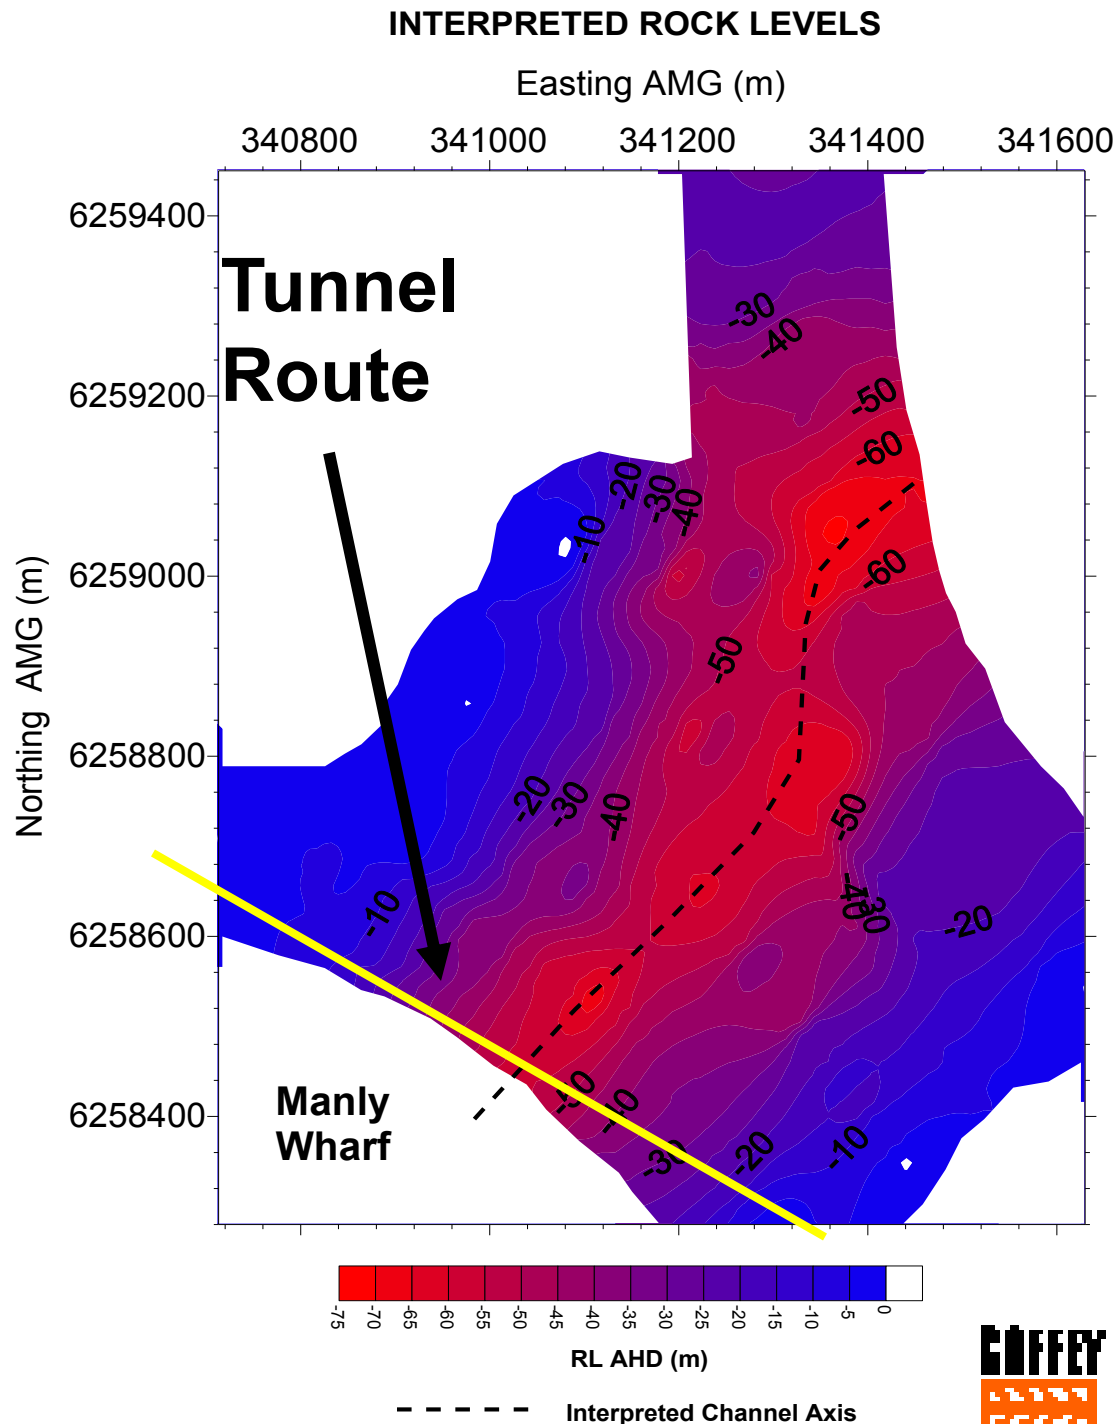 INTERPRETED ROCK LEVELS
Easting AMG (m)
340800 341000 341200 341400 341600
6259400
Tunnel
Route
-30
-40
6259200
-50
-60
-20
-30
-40
-10
6259000
-60
-50
Northing AMG (m)
6258800
-20
-30
-40
-50
-10
-40
-30
-20
6258600
Manly
Wharf
6258400
-50
-40
-30
-20
-10
-75 -70 -65 -60 -55 -50 -45 -40 -35 -30 -25 -20 -15 -10 -5 0
RL AHD (m)
Interpreted Channel Axis
COFFEY